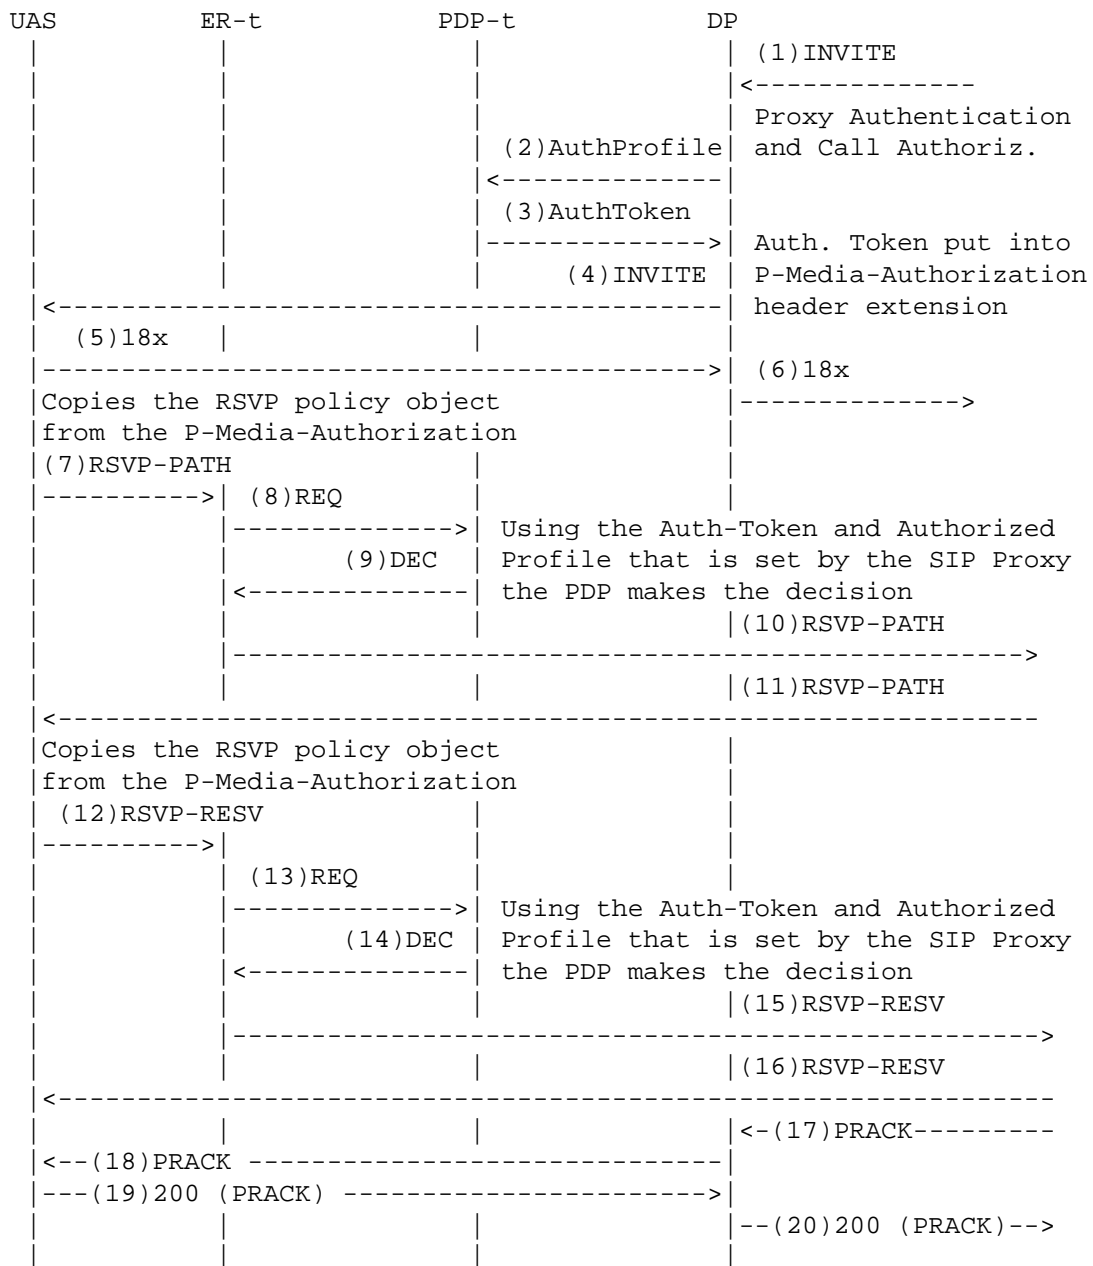 UAS ER-t PDP-t DP
(1)INVITE
Proxy Authentication
(2)AuthProfile and Call Authoriz.
(3)AuthToken
Auth. Token put into
(4)INVITE P-Media-Authorization
header extension
(5)18x
(6)18x
Copies the RSVP policy object
from the P-Media-Authorization
(7)RSVP-PATH
(8)REQ
Using the Auth-Token and Authorized
(9)DEC Profile that is set by the SIP Proxy
the PDP makes the decision
(10)RSVP-PATH
(11)RSVP-PATH
Copies the RSVP policy object
from the P-Media-Authorization
(12)RSVP-RESV
(13)REQ
Using the Auth-Token and Authorized
(14)DEC Profile that is set by the SIP Proxy
the PDP makes the decision
(15)RSVP-RESV
(16)RSVP-RESV
(17)PRACK
(18)PRACK
(19)200 (PRACK)
(20)200 (PRACK)